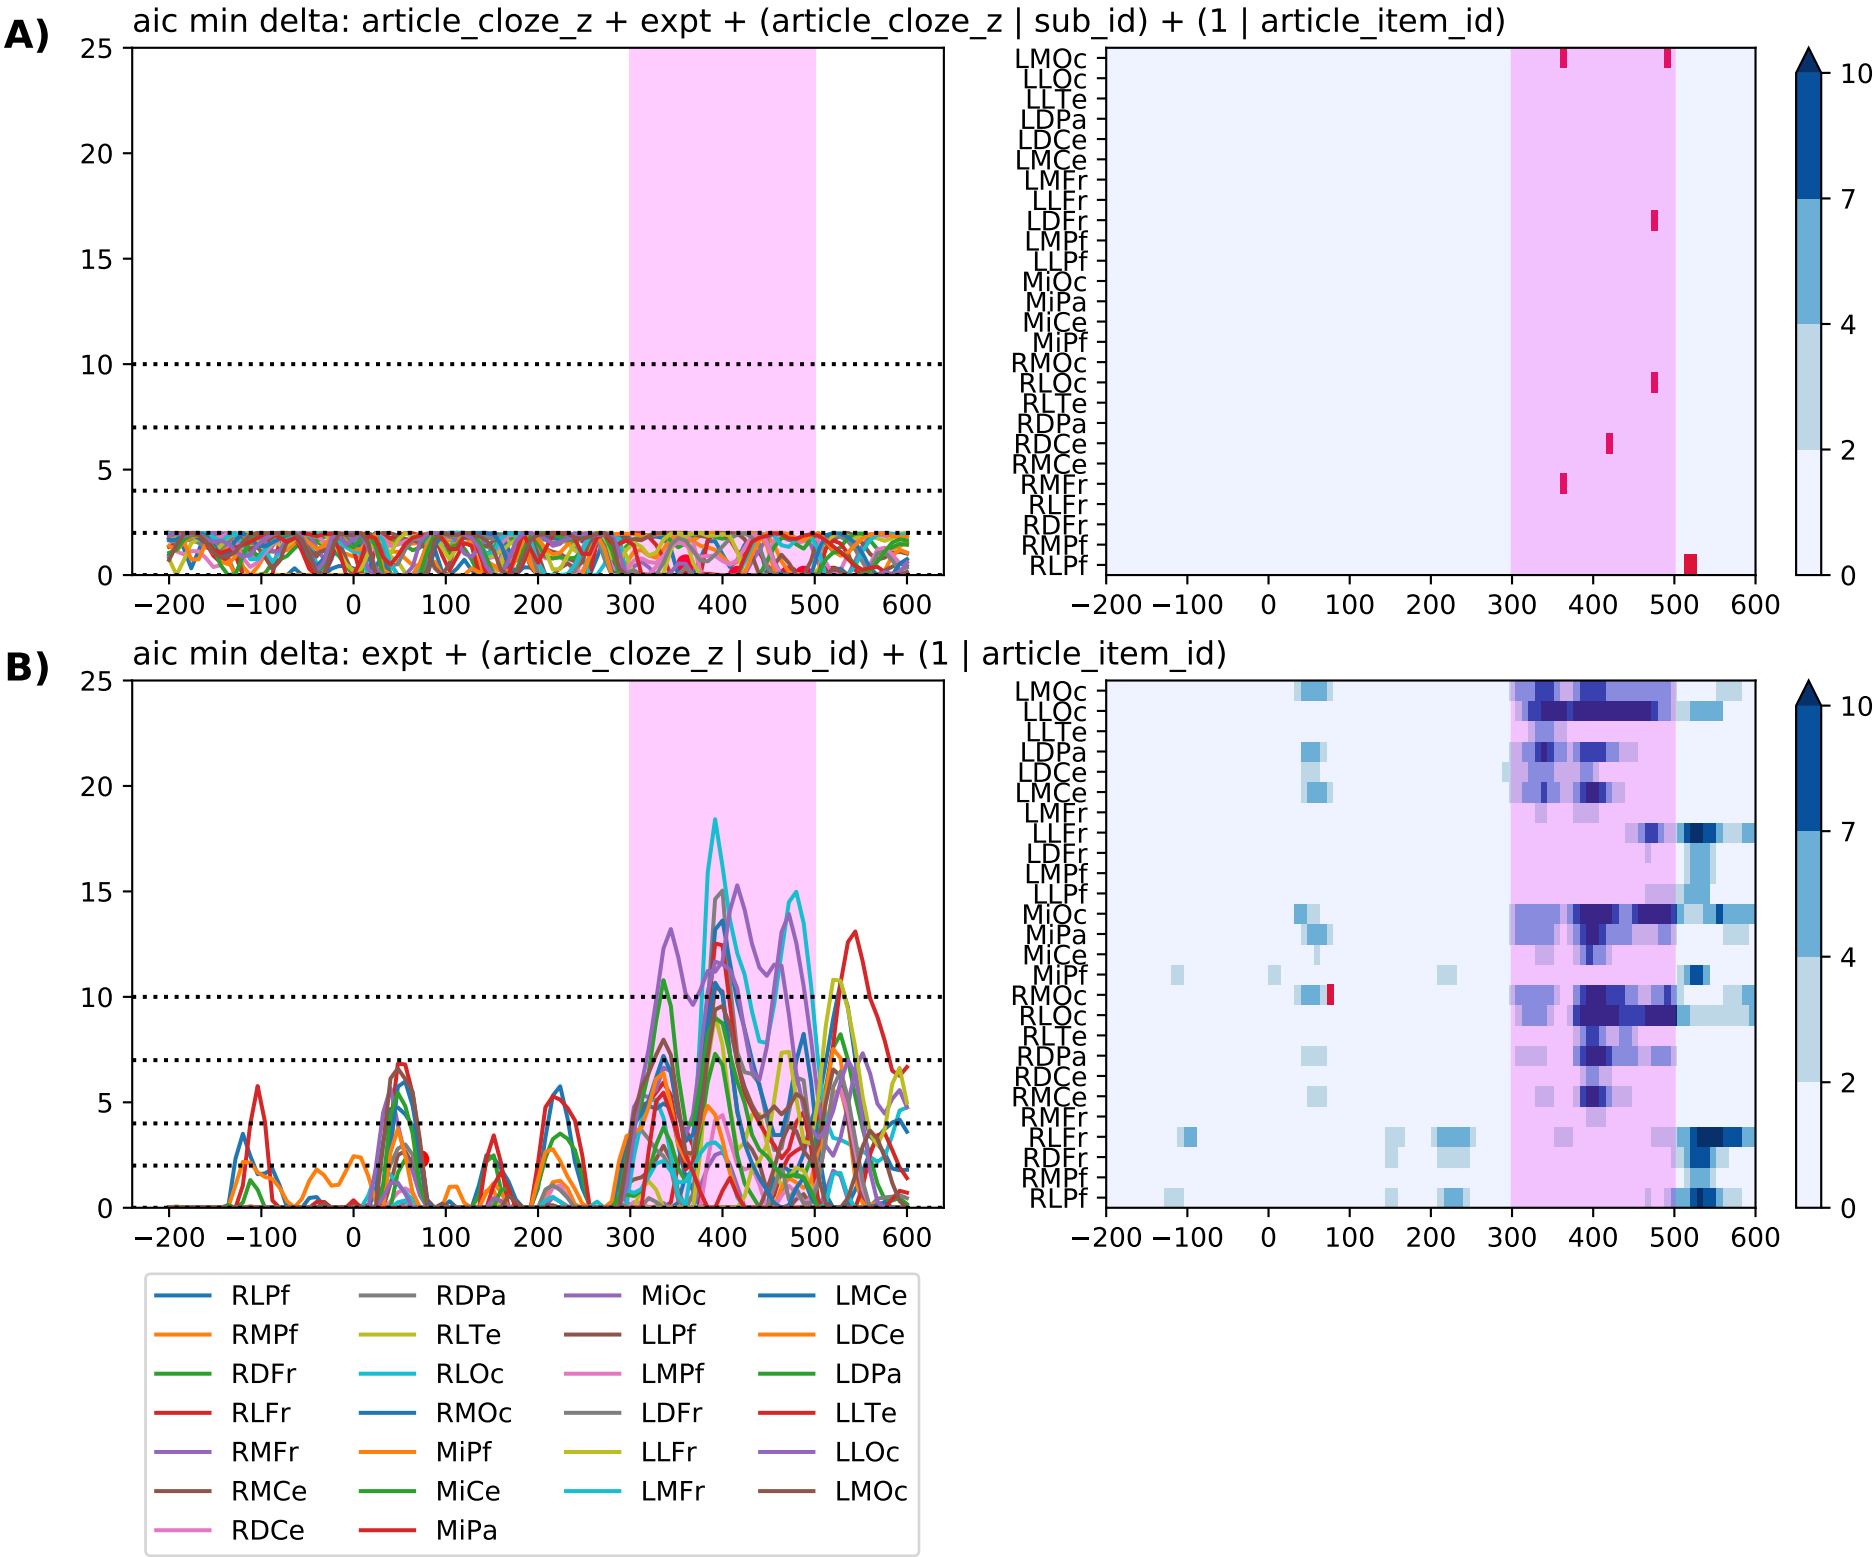 A)
aic min delta: article_cloze_z + expt + (article_cloze_z | sub_id) + (1 | article_item_id)
25
20
15
10
5
0
−200 −100 0 100 200 300 400 500 600
LMOc
LLOc
LLTe
LDPa
LDCe
LMCe
LMFr
LLFr
LDFr
LMPf
LLPf
MiOc
MiPa
MiCe
MiPf
RMOc
RLOc
RLTe
RDPa
RDCe
RMCe
RMFr
RLFr
RDFr
RMPf
RLPf
−200 −100 0 100 200 300 400 500 600
10
7
4
2
0
B)
aic min delta: expt + (article_cloze_z | sub_id) + (1 | article_item_id)
25
20
15
10
5
0
−200 −100 0 100 200 300 400 500 600
LMOc
LLOc
LLTe
LDPa
LDCe
LMCe
LMFr
LLFr
LDFr
LMPf
LLPf
MiOc
MiPa
MiCe
MiPf
RMOc
RLOc
RLTe
RDPa
RDCe
RMCe
RMFr
RLFr
RDFr
RMPf
RLPf
−200 −100 0 100 200 300 400 500 600
10
7
4
2
0
RLPf RDPa MiOc LMCe
RMPf RLTe LLPf LDCe
RDFr RLOc LMPf LDPa
RLFr RMOc LDFr LLTe
RMFr MiPf LLFr LLOc
RMCe MiCe LMFr LMOc
RDCe MiPa